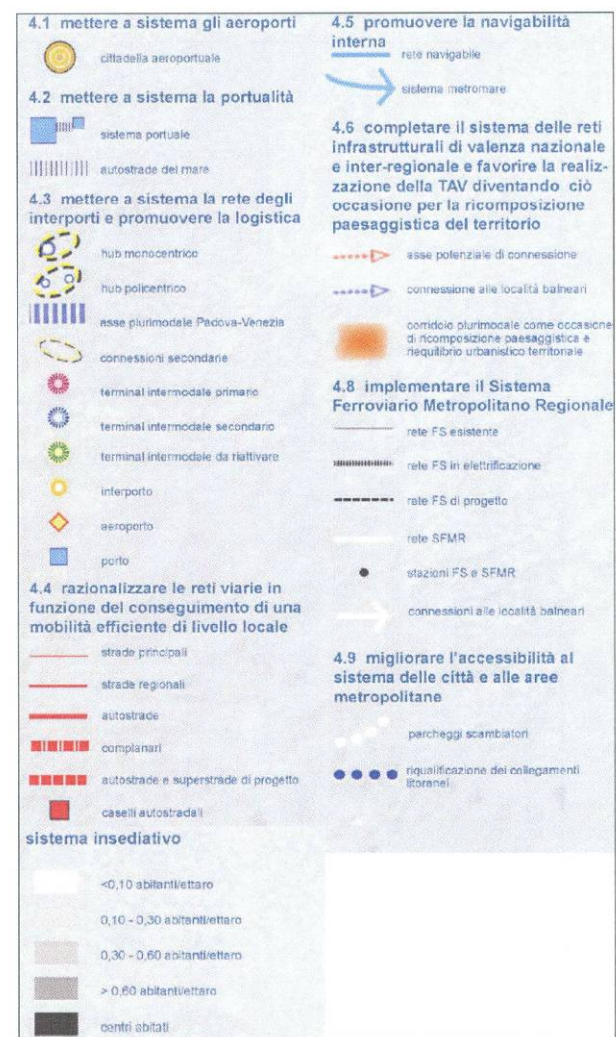 4.1 mettere a sistema gli aeroporti
cittadella aeroportuale
4.2 mettere a sistema la portualità
sistema portuale
autostrade del mare
4.3 mettere a sistema la rete degli
interporti e promuovere la logistica
hub monocentrico
hub policentrico
asse plurimodale Padova-Venezia
connessioni secondarie
terminal intermodale primario
terminal intermodale secondario
terminal intermodale da riattivare
interporto
aeroporto
porto
4.4 razionalizzare le reti viarie in
funzione del conseguimento di una
mobilità efficiente di livello locale
strade principali
strade regionali
autostrade
complanari
autostrade e superstrade di progetto
caselli autostradali
sistema insediativo
<0,10 abitanti/ettaro
0,10 - 0,30 abitanti/ettaro
0,30 - 0,60 abitanti/ettaro
> 0,60 abitanti/ettaro
centri abitati
4.5 promuovere la navigabilità
interna
rete navigabile
sistema metromare
4.6 completare il sistema delle reti
infrastrutturali di valenza nazionale
e inter-regionale e favorire la realiz-
zazione della TAV diventando ciò
occasione per la ricomposizione
paesaggistica del territorio
asse potenziale di connessione
connessione alle località balneari
corridoio plurimodale come occasione
di ricomposizione paesaggistica e
riequilibrio urbanistico territoriale
4.8 implementare il Sistema
Ferroviario Metropolitano Regionale
rete FS esistente
rete FS in elettrificazione
rete FS di progetto
rete SFMR
stazioni FS e SFMR
connessioni alle località balneari
4.9 migliorare l'accessibilità al
sistema delle città e alle aree
metropolitane
parcheggi scambiatori
riqualificazione dei collegamenti
litoranei